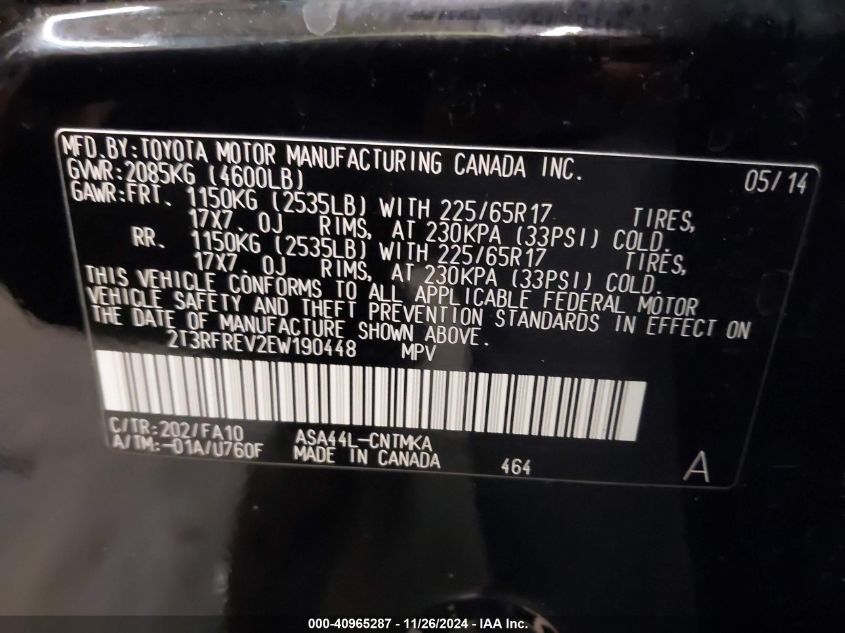 MFD.BY:TOYOTA MOTOR MANUFACTURING CANADA INC. 05/14
GVWR:2085KG (4600LB)
GAWR:FRT. 1150KG (2535LB) WITH 225/65R17 TIRES,
17X7.0J RIMS, AT 230KPA (33PSI) COLD.
RR. 1150KG (2535LB) WITH 225/65R17 TIRES,
17X7.0J RIMS, AT 230KPA (33PSI) COLD.
THIS VEHICLE CONFORMS TO ALL APPLICABLE FEDERAL MOTOR
VEHICLE SAFETY AND THEFT PREVENTION STANDARDS IN EFFECT ON
THE DATE OF MANUFACTURE SHOWN ABOVE.
2T3RFREV2EW190448 MPV
C/TR:202/FA10 ASA44L-CNTMKA
A/TM:-01A/U760F MADE IN CANADA 464 A
000-40965287 - 11/26/2024 - IAA Inc.